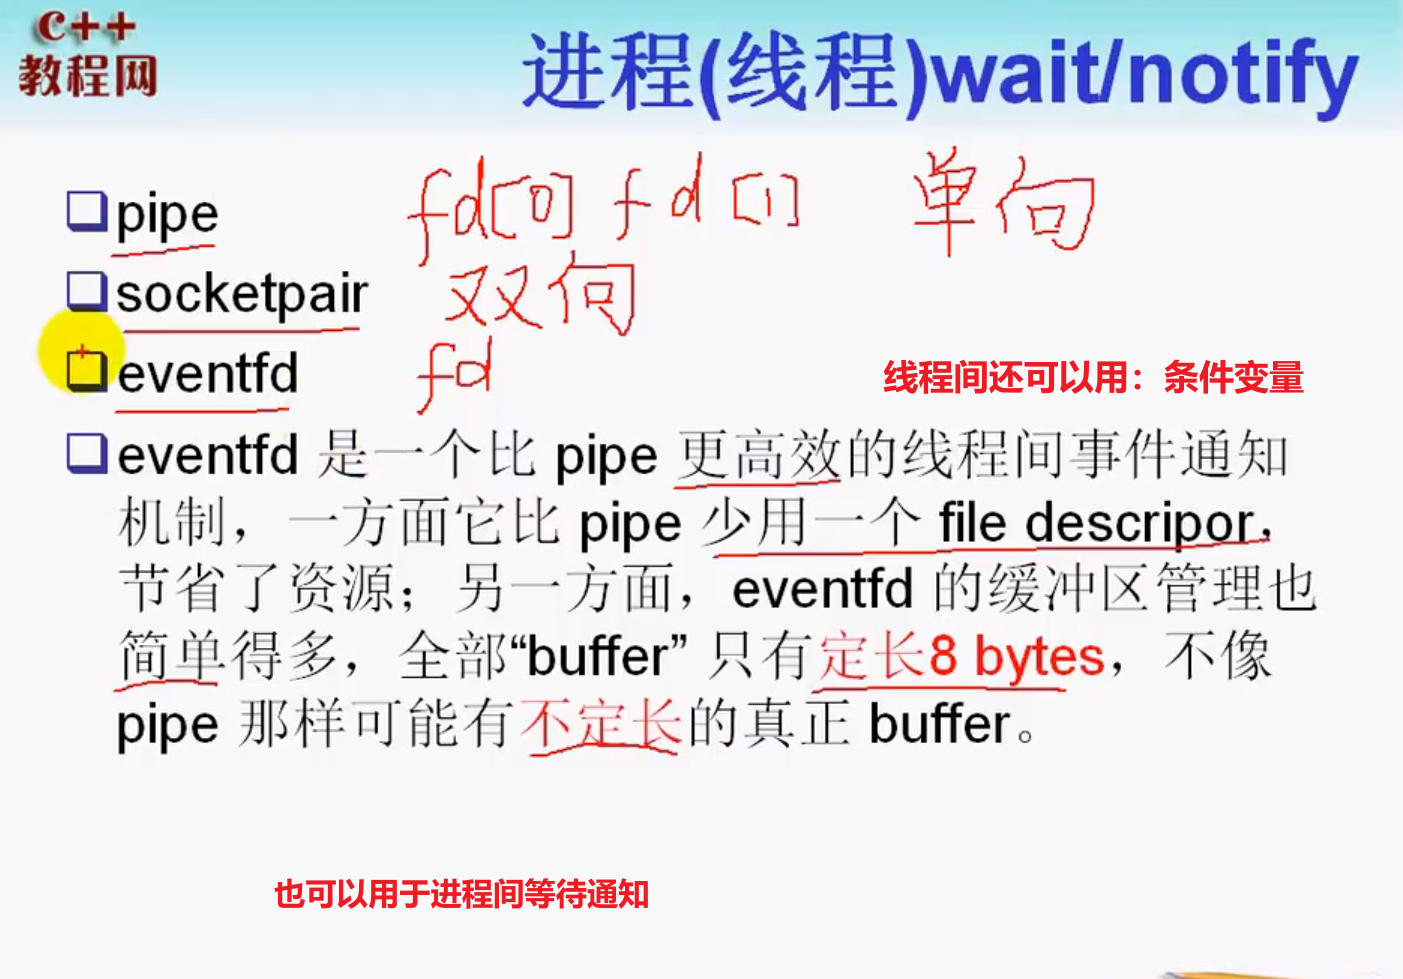 c++
教程网
进程(线程)wait/notify
pipe fd[0] fd[1] 单向
socketpair 双向
eventfd fd
线程间还可以用：条件变量
eventfd 是一个比 pipe 更高效的线程间事件通知
机制，一方面它比 pipe 少用一个 file descripor，
节省了资源；另一方面，eventfd 的缓冲区管理也
简单得多，全部“buffer” 只有定长8 bytes，不像
pipe 那样可能有不定长的真正 buffer。
也可以用于进程间等待通知